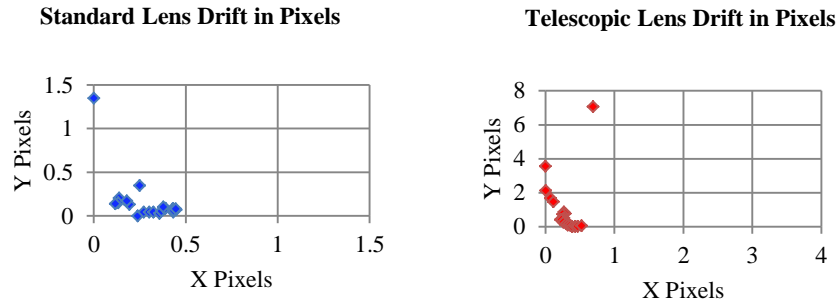 Standard Lens Drift in Pixels
1.5
1
0.5
0
Y Pixels
0 0.5 1 1.5
X Pixels
Telescopic Lens Drift in Pixels
8
6
4
2
0
Y Pixels
0 1 2 3 4
X Pixels